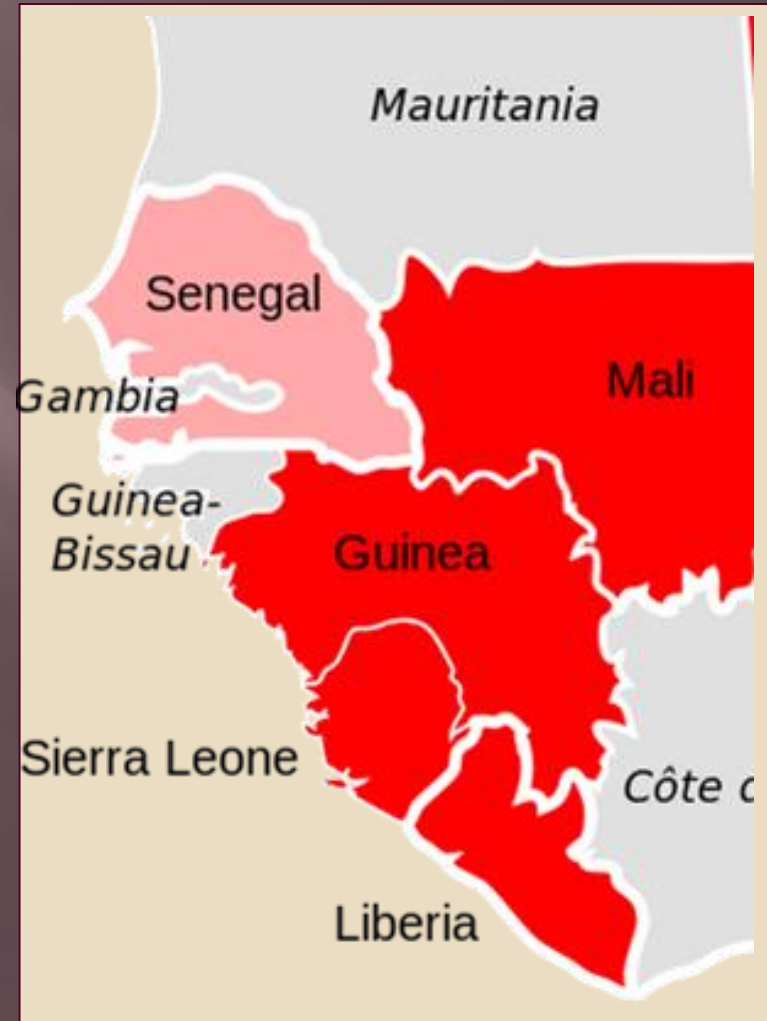 Mauritania
Senegal
Mali
Gambia
Guinea-
Bissau
Guinea
Sierra Leone
Côte
Liberia